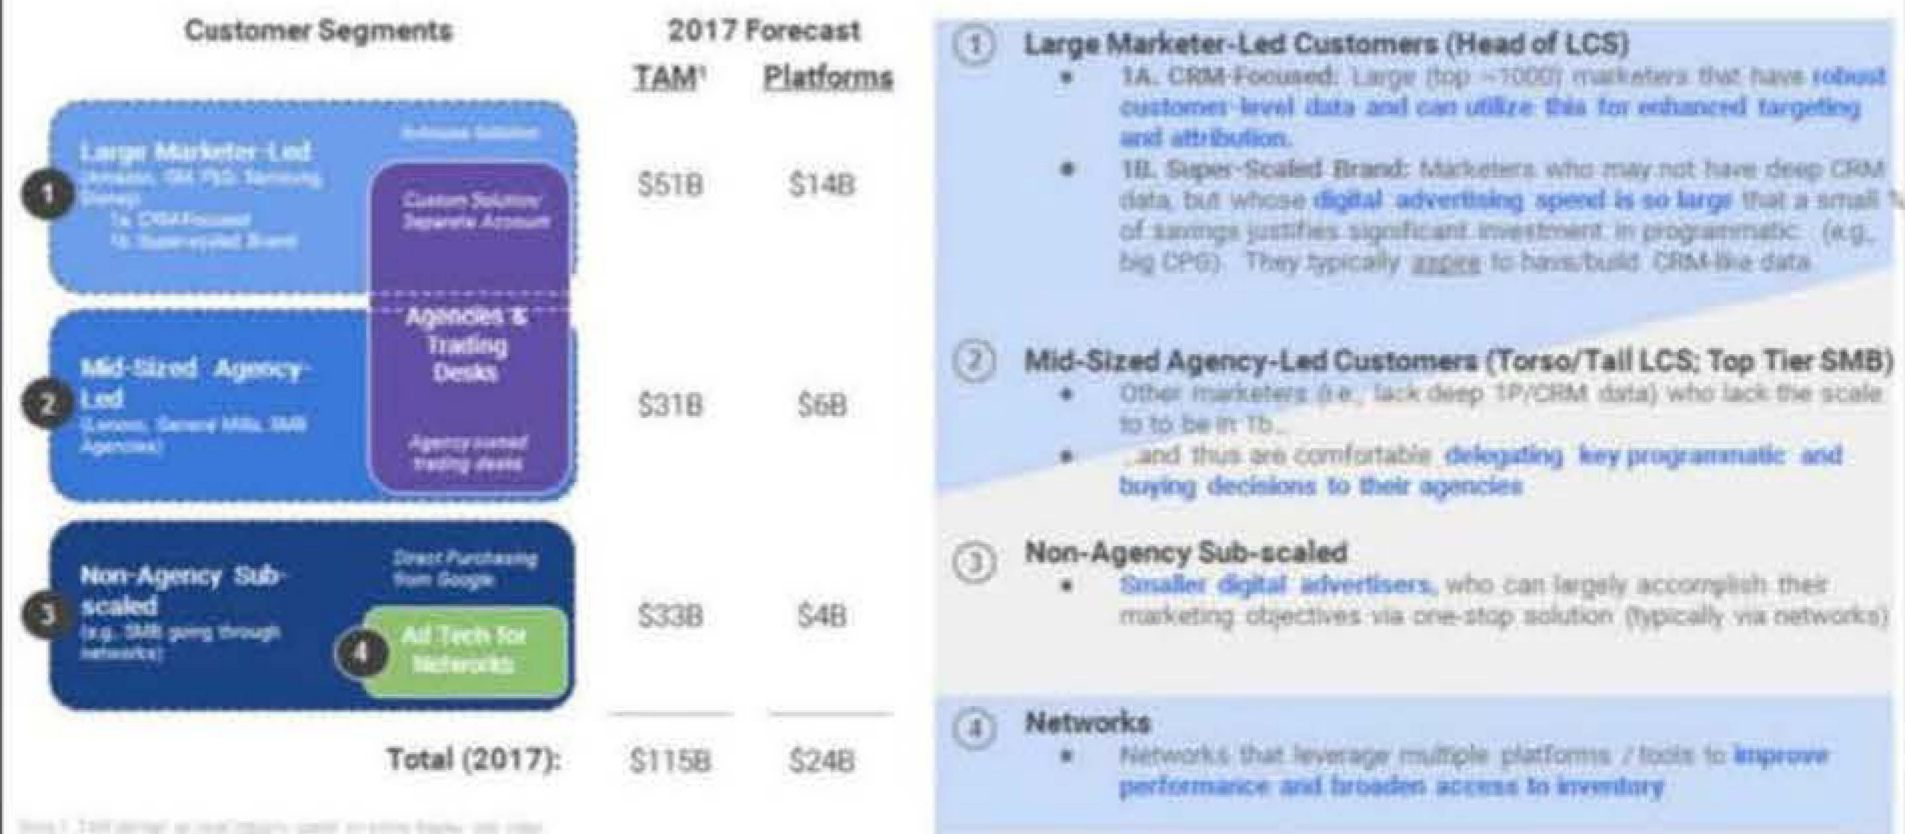 Customer Segments
2017 Forecast
TAM¹
Platforms
1
Large Marketer-Led
(Amazon, GM, P&G, Samsung,
1a. CRM-Focused
1b. Super-scaled Brand
Custom Solution/
Separate Account
$51B
$14B
2
Mid-Sized Agency-
Led
(Lenovo, General Mills, SMB
Agencies)
Agencies &
Trading
Desks
Agency-owned
trading desks
$31B
$6B
3
Non-Agency Sub-
scaled
(e.g. SMB going through
networks)
Direct Purchasing
from Google
4
Ad Tech for
Networks
$33B
$4B
Total (2017):
$115B
$24B
1
Large Marketer-Led Customers (Head of LCS)
• 1A. CRM-Focused: Large (top ~1000) marketers that have robust
customer-level data and can utilize this for enhanced targeting
and attribution.
• 1B. Super-Scaled Brand: Marketers who may not have deep CRM
data, but whose digital advertising spend is so large that a small %
of savings justifies significant investment in programmatic (e.g.,
big CPG). They typically aspire to have/build CRM-like data
2
Mid-Sized Agency-Led Customers (Torso/Tail LCS; Top Tier SMB)
• Other marketers (i.e., lack deep 1P/CRM data) who lack the scale
to to be in 1b...
• ...and thus are comfortable delegating key programmatic and
buying decisions to their agencies
3
Non-Agency Sub-scaled
• Smaller digital advertisers, who can largely accomplish their
marketing objectives via one-stop solution (typically via networks)
4
Networks
• Networks that leverage multiple platforms / tools to improve
performance and broaden access to inventory